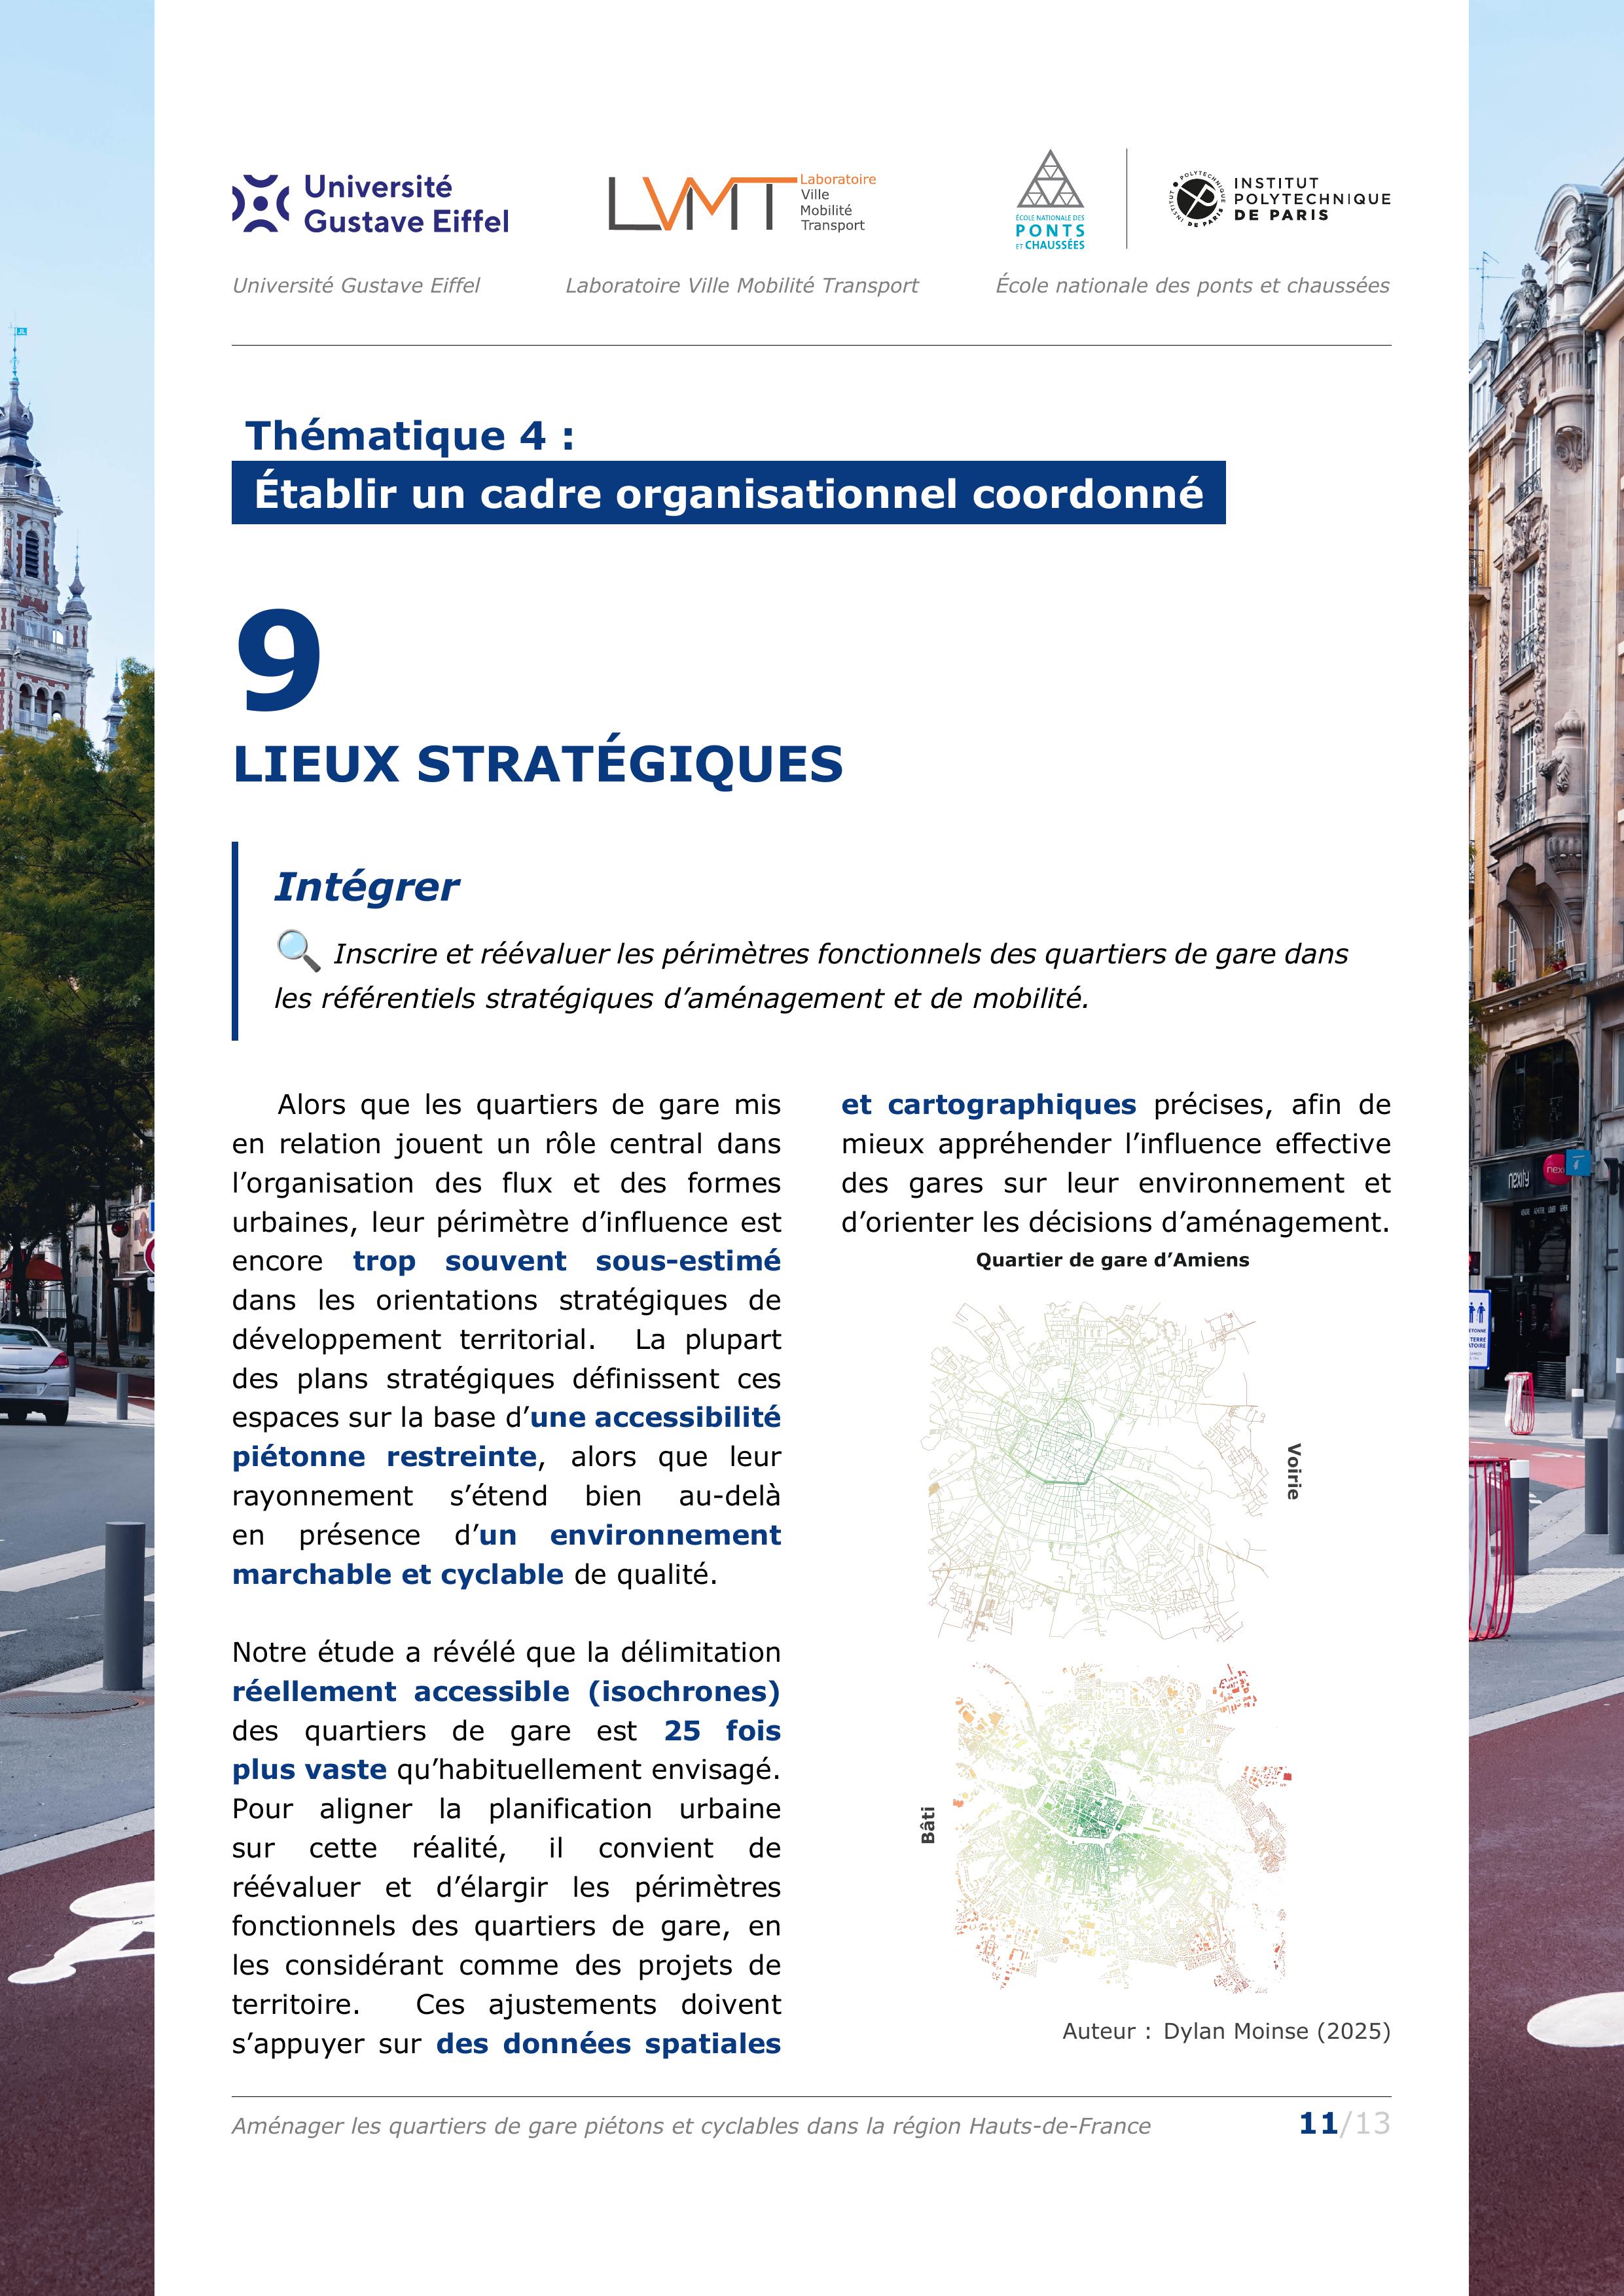 Université
Gustave Eiffel
LVMT
Laboratoire
Ville
Mobilité
Transport
ÉCOLE NATIONALE DES
PONTS
ET CHAUSSÉES
INSTITUT
POLYTECHNIQUE
DE PARIS
Université Gustave Eiffel
Laboratoire Ville Mobilité Transport
École nationale des ponts et chaussées
Thématique 4 :
Établir un cadre organisationnel coordonné
9
LIEUX STRATÉGIQUES
Intégrer
Inscrire et réévaluer les périmètres fonctionnels des quartiers de gare dans
les référentiels stratégiques d’aménagement et de mobilité.
Alors que les quartiers de gare mis
en relation jouent un rôle central dans
l’organisation des flux et des formes
urbaines, leur périmètre d’influence est
encore trop souvent sous-estimé
dans les orientations stratégiques de
développement territorial. La plupart
des plans stratégiques définissent ces
espaces sur la base d’une accessibilité
piétonne restreinte, alors que leur
rayonnement s’étend bien au-delà
en présence d’un environnement
marchable et cyclable de qualité.
Notre étude a révélé que la délimitation
réellement accessible (isochrones)
des quartiers de gare est 25 fois
plus vaste qu’habituellement envisagé.
Pour aligner la planification urbaine
sur cette réalité, il convient de
réévaluer et d’élargir les périmètres
fonctionnels des quartiers de gare, en
les considérant comme des projets de
territoire. Ces ajustements doivent
s’appuyer sur des données spatiales
et cartographiques précises, afin de
mieux appréhender l’influence effective
des gares sur leur environnement et
d’orienter les décisions d’aménagement.
Quartier de gare d’Amiens
Voirie
Bâti
Auteur : Dylan Moinse (2025)
Aménager les quartiers de gare piétons et cyclables dans la région Hauts-de-France
11/13
nexity